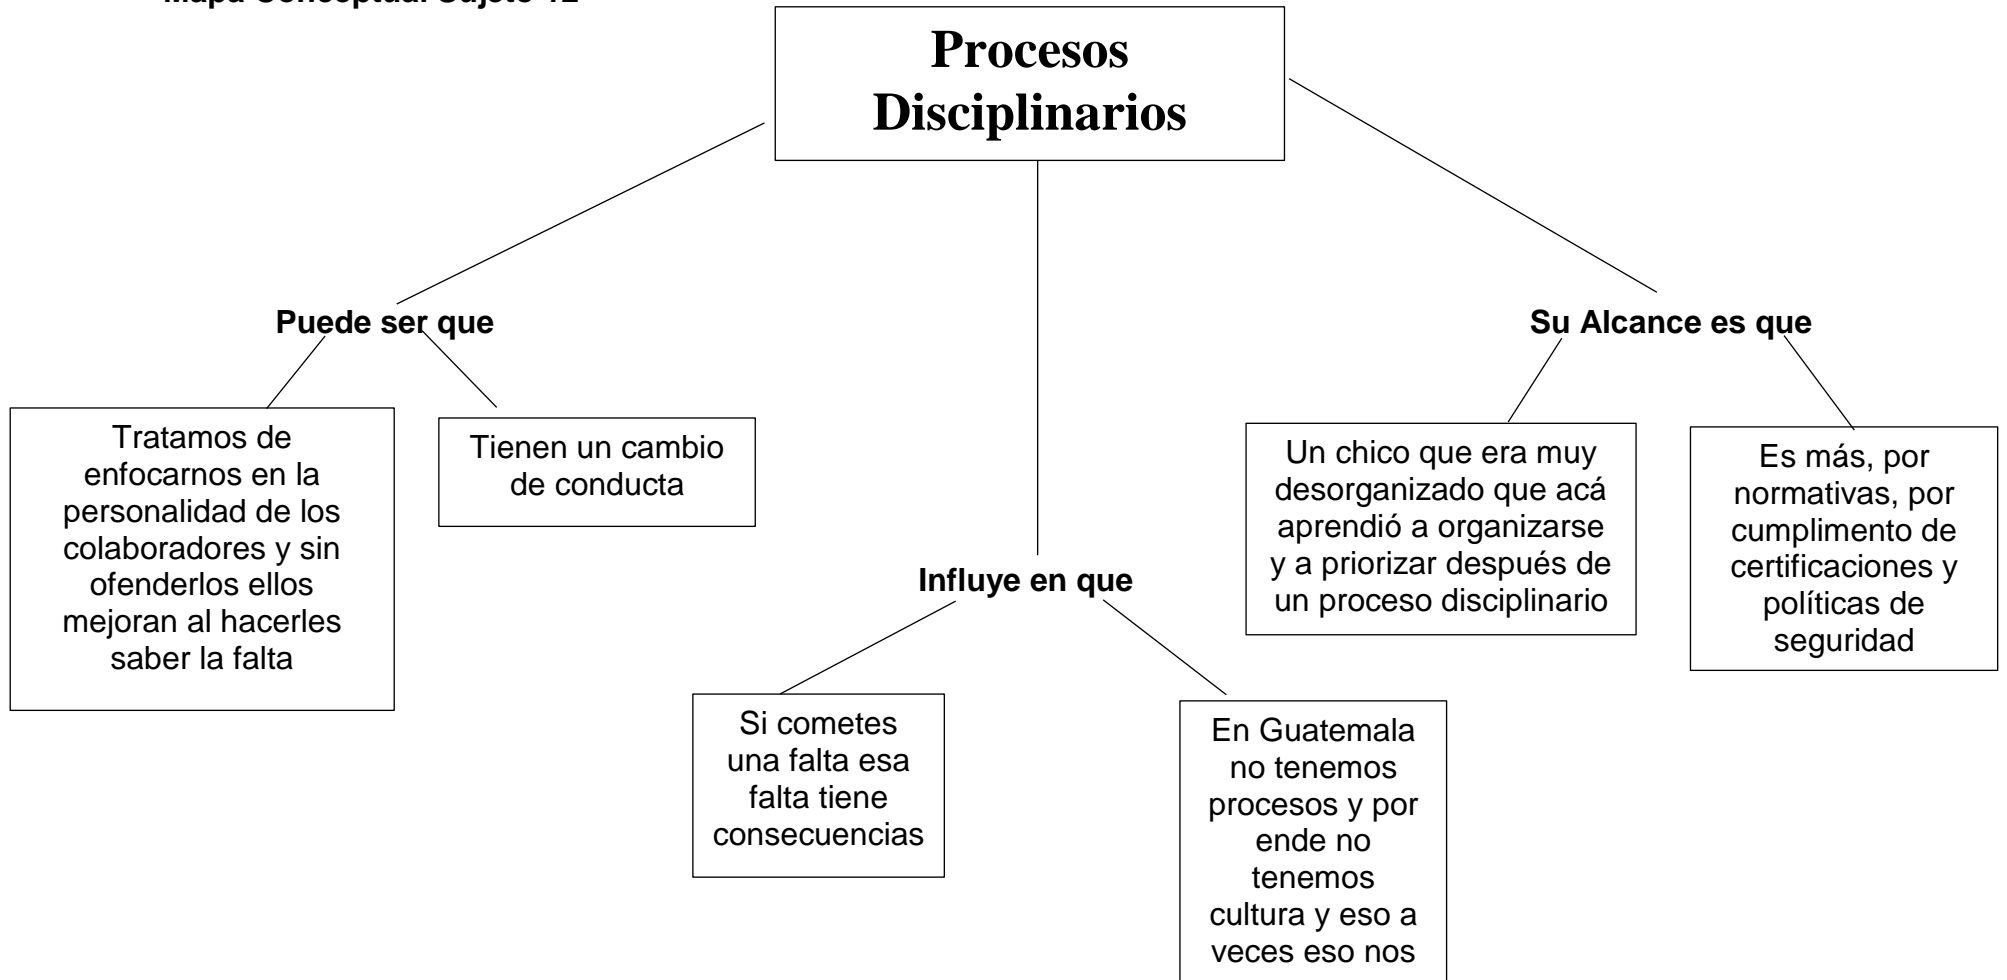 Mapa Conceptual Sujeto 12
Procesos
Disciplinarios
Puede ser que
Su Alcance es que
Tratamos de
enfocarnos en la
personalidad de los
colaboradores y sin
ofenderlos ellos
mejoran al hacerles
saber la falta
Tienen un cambio
de conducta
Un chico que era muy
desorganizado que acá
aprendió a organizarse
y a priorizar después de
un proceso disciplinario
Es más, por
normativas, por
cumplimento de
certificaciones y
políticas de
seguridad
Influye en que
Si cometes
una falta esa
falta tiene
consecuencias
En Guatemala
no tenemos
procesos y por
ende no
tenemos
cultura y eso a
veces eso nos